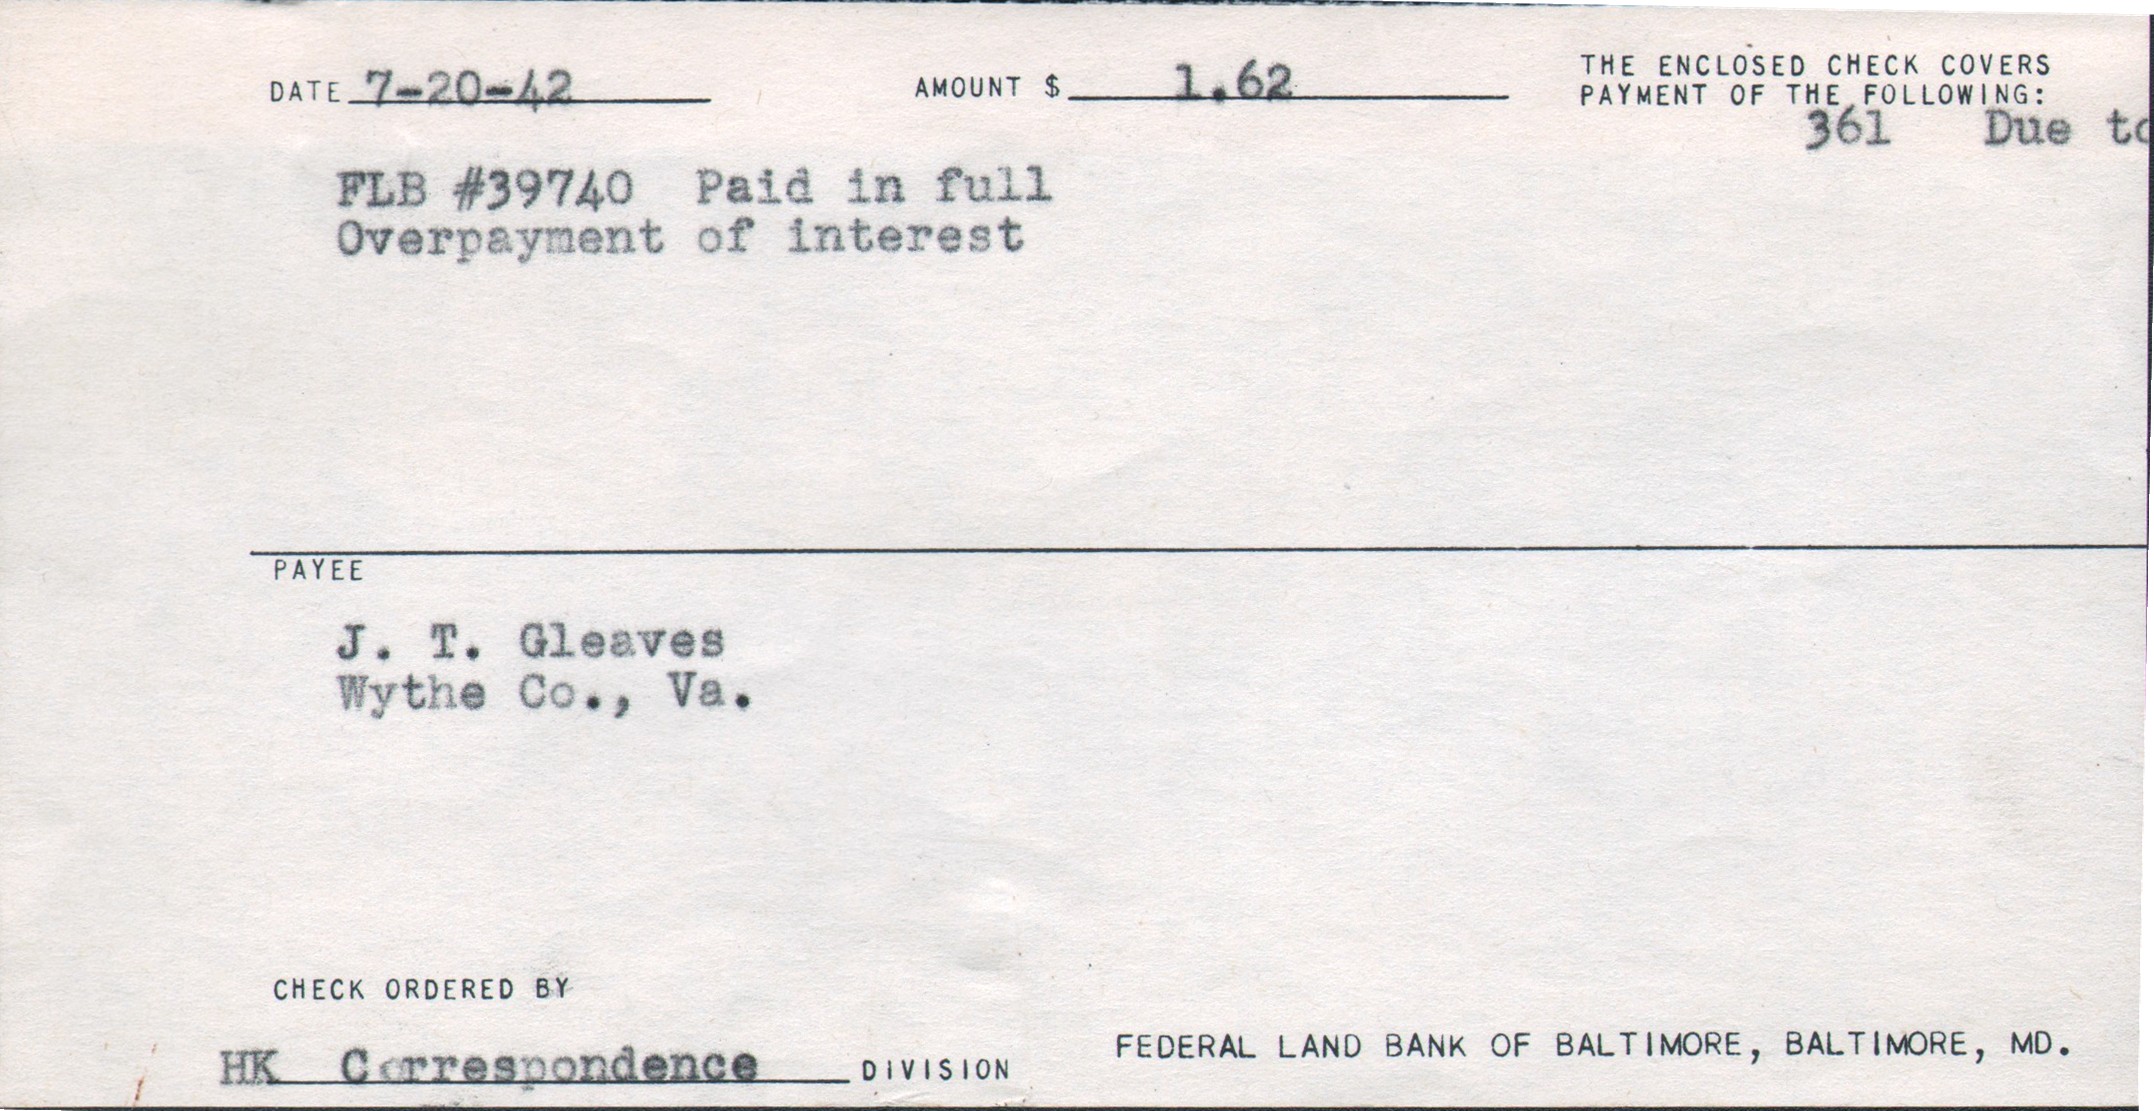 DATE 7-20-42 AMOUNT $ 1.62 THE ENCLOSED CHECK COVERS
PAYMENT OF THE FOLLOWING:
361 Due to
FLB #39740 Paid in full
Overpayment of interest
PAYEE
J. T. Gleaves
Wythe Co., Va.
CHECK ORDERED BY
HK Correspondence DIVISION
FEDERAL LAND BANK OF BALTIMORE, BALTIMORE, MD.